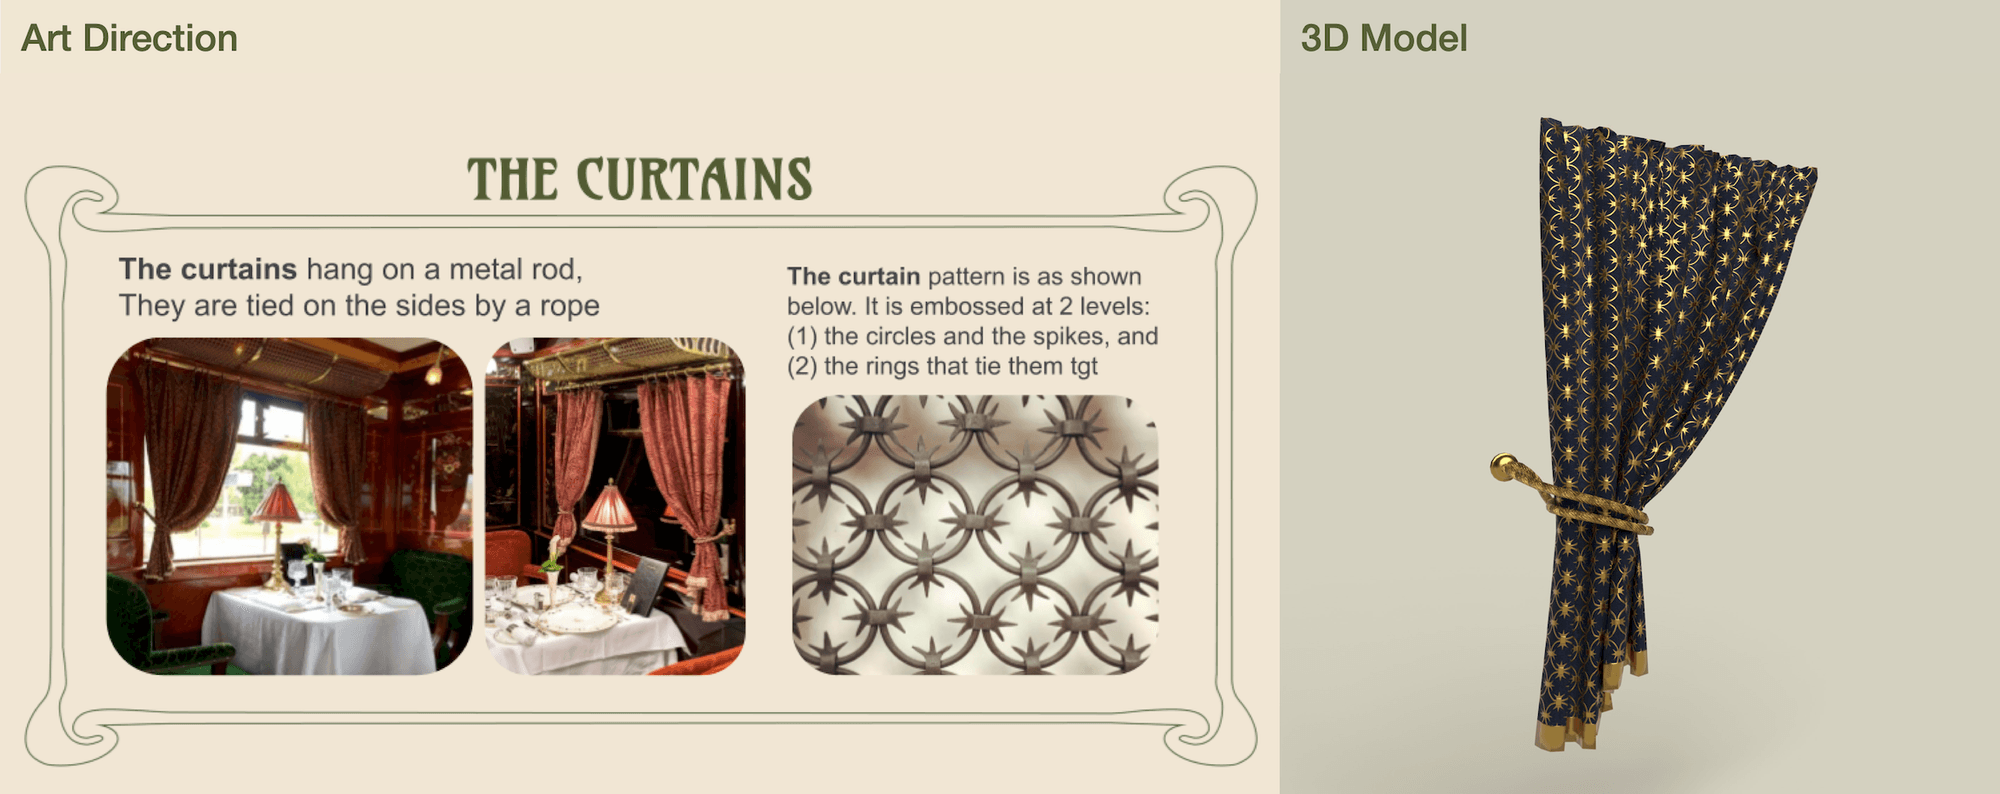 Art Direction
3D Model
THE CURTAINS
The curtains hang on a metal rod,
They are tied on the sides by a rope
The curtain pattern is as shown
below. It is embossed at 2 levels:
(1) the circles and the spikes, and
(2) the rings that tie them tgt